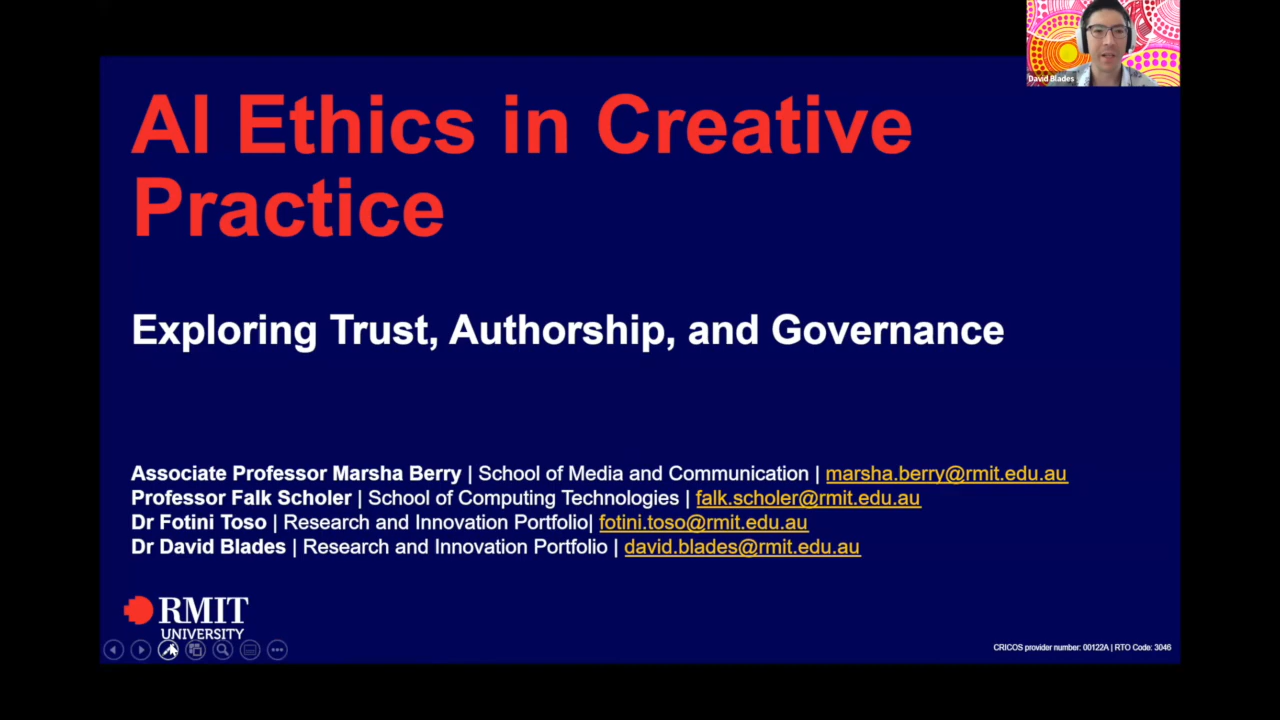 David Blades
AI Ethics in Creative
Practice
Exploring Trust, Authorship, and Governance
Associate Professor Marsha Berry | School of Media and Communication | marsha.berry@rmit.edu.au
Professor Falk Scholer | School of Computing Technologies | falk.scholer@rmit.edu.au
Dr Fotini Toso | Research and Innovation Portfolio| fotini.toso@rmit.edu.au
Dr David Blades | Research and Innovation Portfolio | david.blades@rmit.edu.au
RMIT
UNIVERSITY
CRICOS provider number: 00122A | RTO Code: 3046